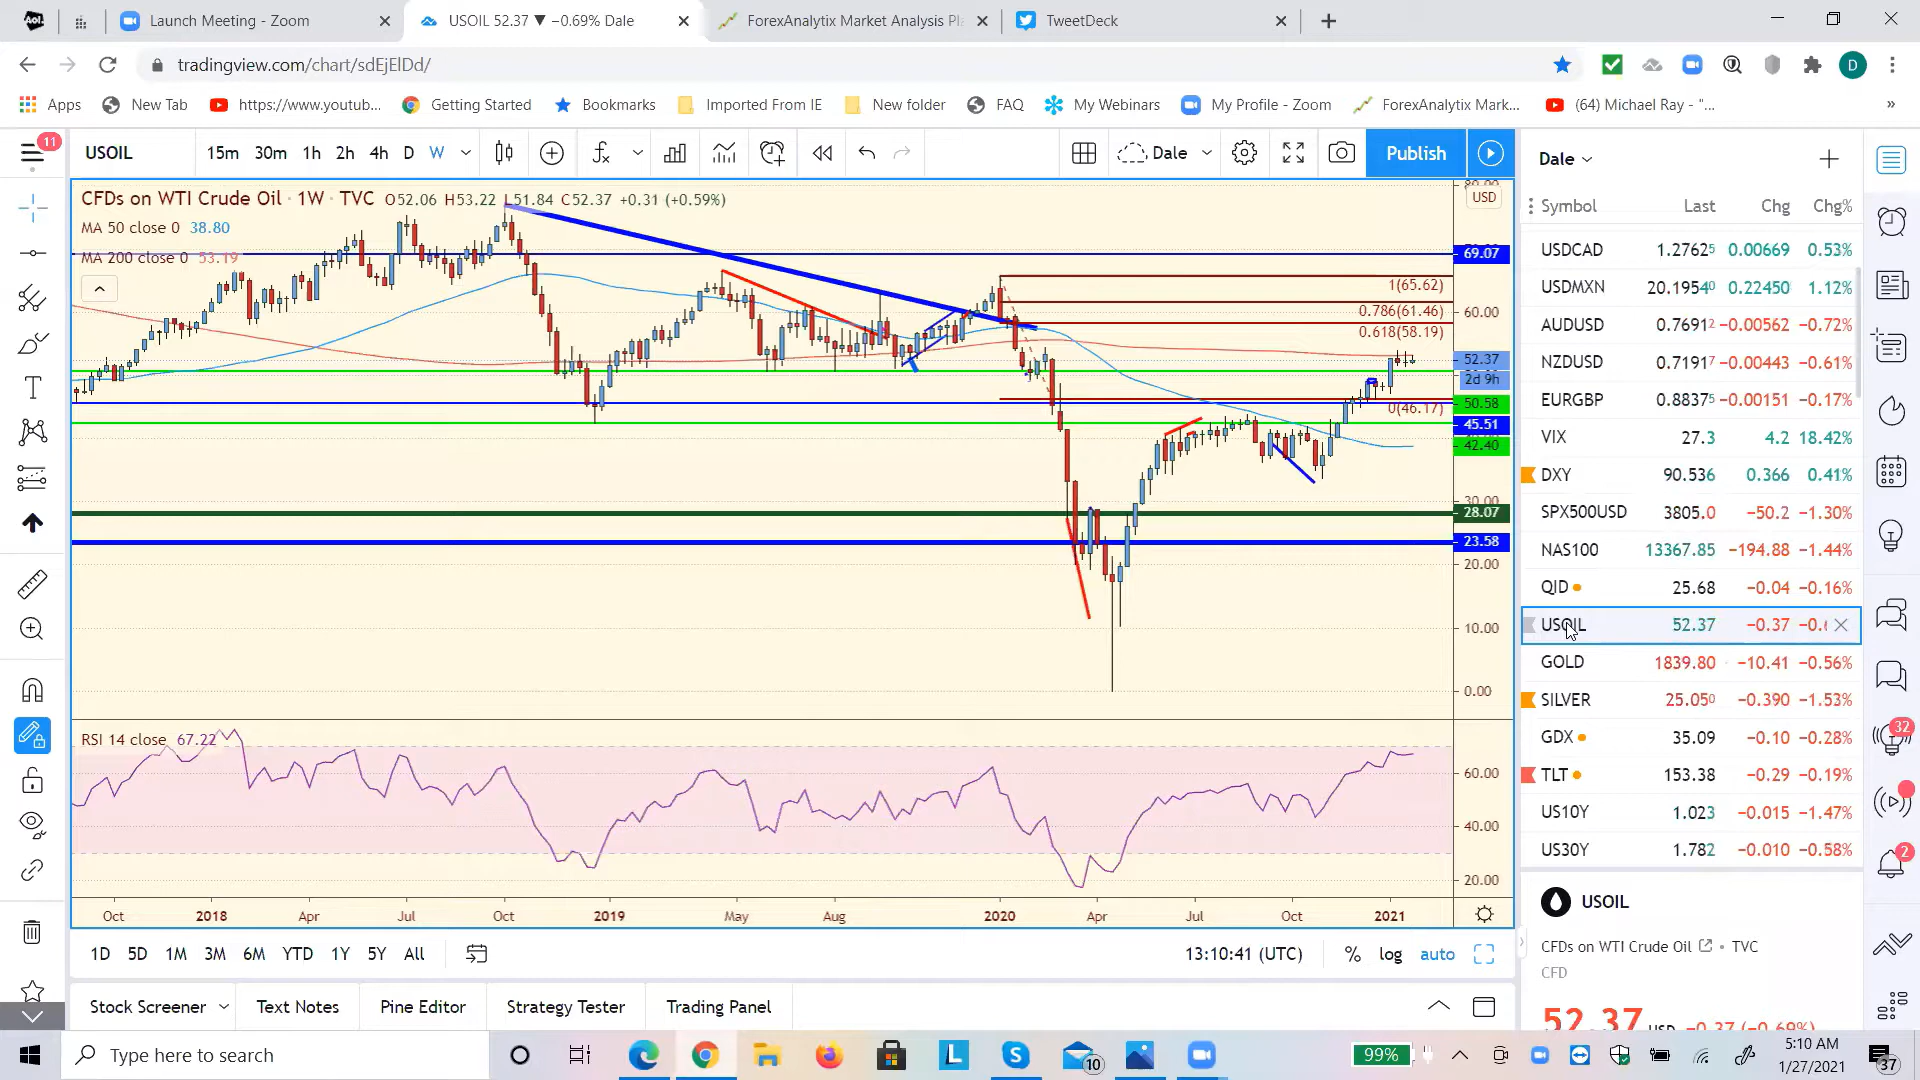 Aol.
Launch Meeting - Zoom
USOIL 52.37 ▼ −0.69% Dale
ForexAnalytix Market Analysis Pl
TweetDeck
tradingview.com/chart/sdEjElDd/
D
Apps
New Tab
https://www.youtub...
Getting Started
Bookmarks
Imported From IE
New folder
FAQ
My Webinars
My Profile - Zoom
ForexAnalytix Mark...
(64) Michael Ray - "...
»
11
USOIL
15m 30m 1h 2h 4h D W
Dale
Publish
Dale
CFDs on WTI Crude Oil · 1W · TVC O52.06 H53.22 L51.84 C52.37 +0.31 (+0.59%)
MA 50 close 0 38.80
MA 200 close 0 53.19
80.00
USD
69.07
1(65.62)
0.786(61.46)
60.00
0.618(58.19)
52.37
2d 9h
50.58
0(46.17)
45.51
42.40
30.00
28.07
23.58
20.00
10.00
0.00
RSI 14 close 67.22
60.00
40.00
20.00
Oct 2018 Apr Jul Oct 2019 May Aug 2020 Apr Jul Oct 2021
1D 5D 1M 3M 6M YTD 1Y 5Y All
13:10:41 (UTC) % log auto
Stock Screener
Text Notes
Pine Editor
Strategy Tester
Trading Panel
Symbol Last Chg Chg%
USDCAD 1.27625 0.00669 0.53%
USDMXN 20.19540 0.22450 1.12%
AUDUSD 0.76912 −0.00562 −0.72%
NZDUSD 0.71917 −0.00443 −0.61%
EURGBP 0.88375 −0.00151 −0.17%
VIX 27.3 4.2 18.42%
DXY 90.536 0.366 0.41%
SPX500USD 3805.0 −50.2 −1.30%
NAS100 13367.85 −194.88 −1.44%
QID 25.68 −0.04 −0.16%
USOIL 52.37 −0.37
GOLD 1839.80 −10.41 −0.56%
SILVER 25.050 −0.390 −1.53%
GDX 35.09 −0.10 −0.28%
TLT 153.38 −0.29 −0.19%
US10Y 1.023 −0.015 −1.47%
US30Y 1.782 −0.010 −0.58%
USOIL
CFDs on WTI Crude Oil • TVC
CFD
52.37 USD −0.37 (−0.69%)
32
2
Type here to search
L
S
10
99%
5:10 AM
1/27/2021
37